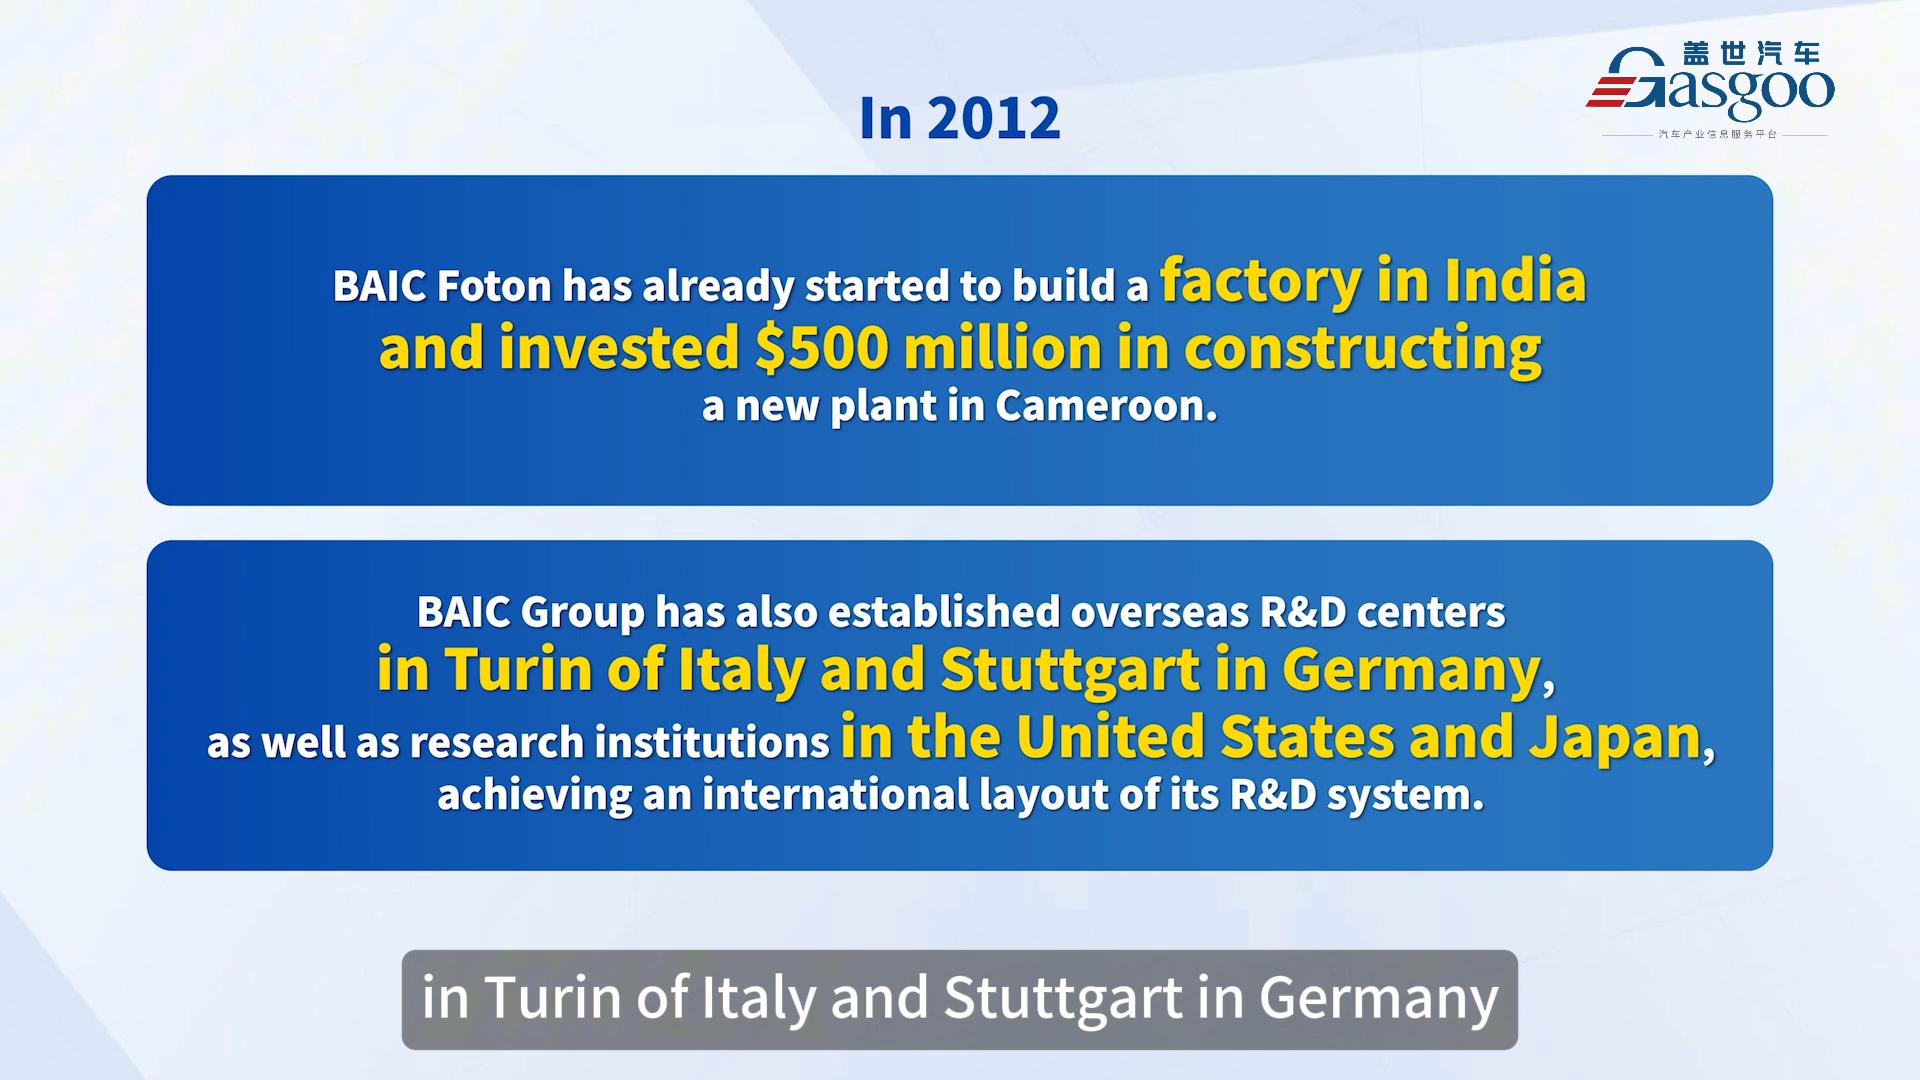 盖世汽车
Gasgoo
汽车产业信息服务平台
In 2012
BAIC Foton has already started to build a factory in India
and invested $500 million in constructing
a new plant in Cameroon.
BAIC Group has also established overseas R&D centers
in Turin of Italy and Stuttgart in Germany,
as well as research institutions in the United States and Japan,
achieving an international layout of its R&D system.
in Turin of Italy and Stuttgart in Germany